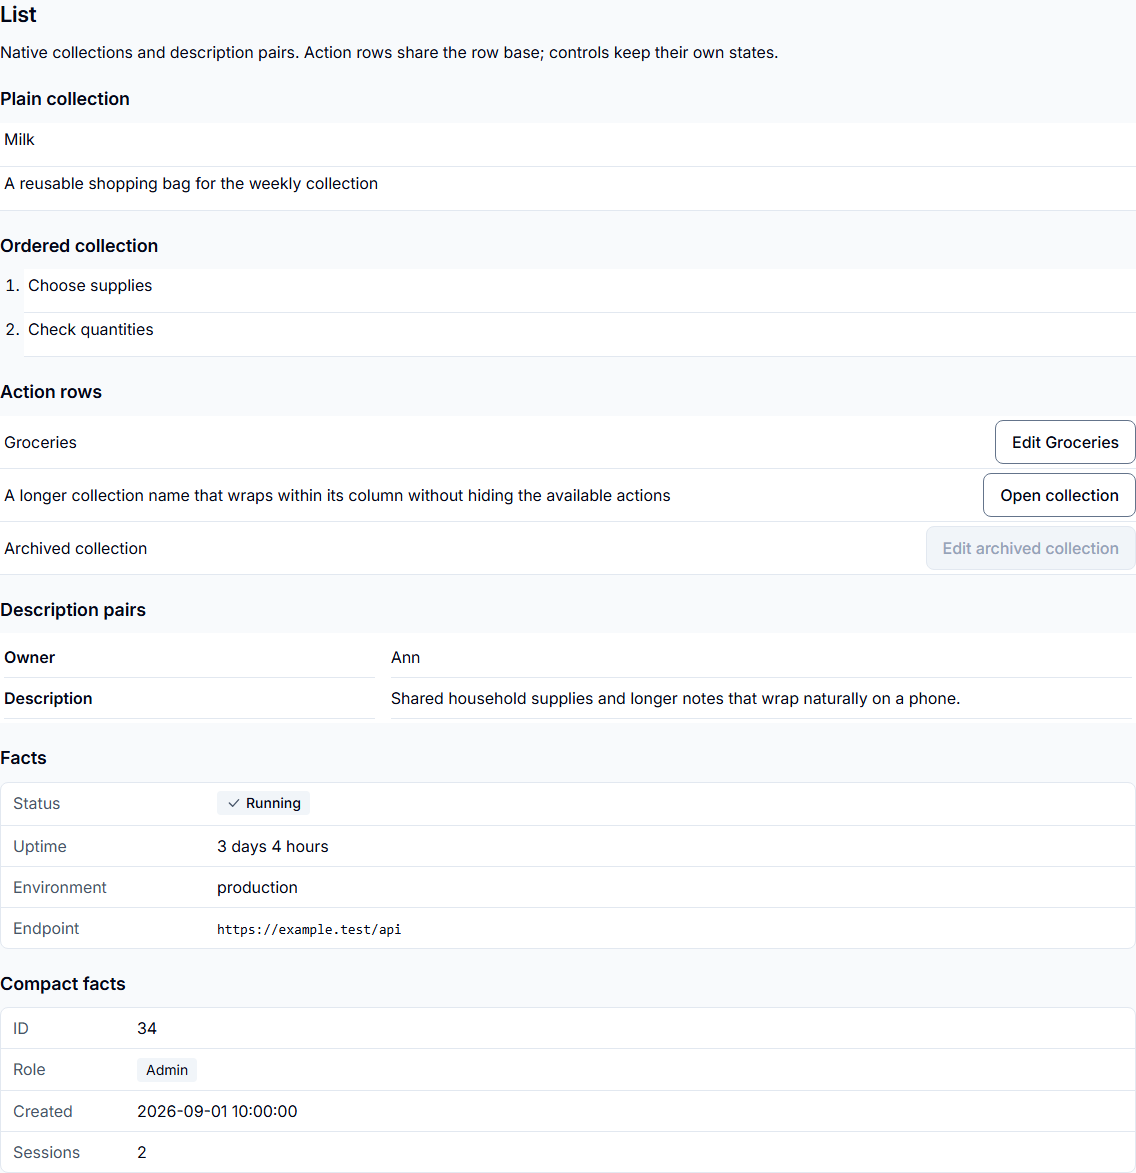 List
Native collections and description pairs. Action rows share the row base; controls keep their own states.
Plain collection
Milk
A reusable shopping bag for the weekly collection
Ordered collection
1. Choose supplies
2. Check quantities
Action rows
Groceries
Edit Groceries
A longer collection name that wraps within its column without hiding the available actions
Open collection
Archived collection
Edit archived collection
Description pairs
Owner
Ann
Description
Shared household supplies and longer notes that wrap naturally on a phone.
Facts
Status
Running
Uptime
3 days 4 hours
Environment
production
Endpoint
https://example.test/api
Compact facts
ID
34
Role
Admin
Created
2026-09-01 10:00:00
Sessions
2